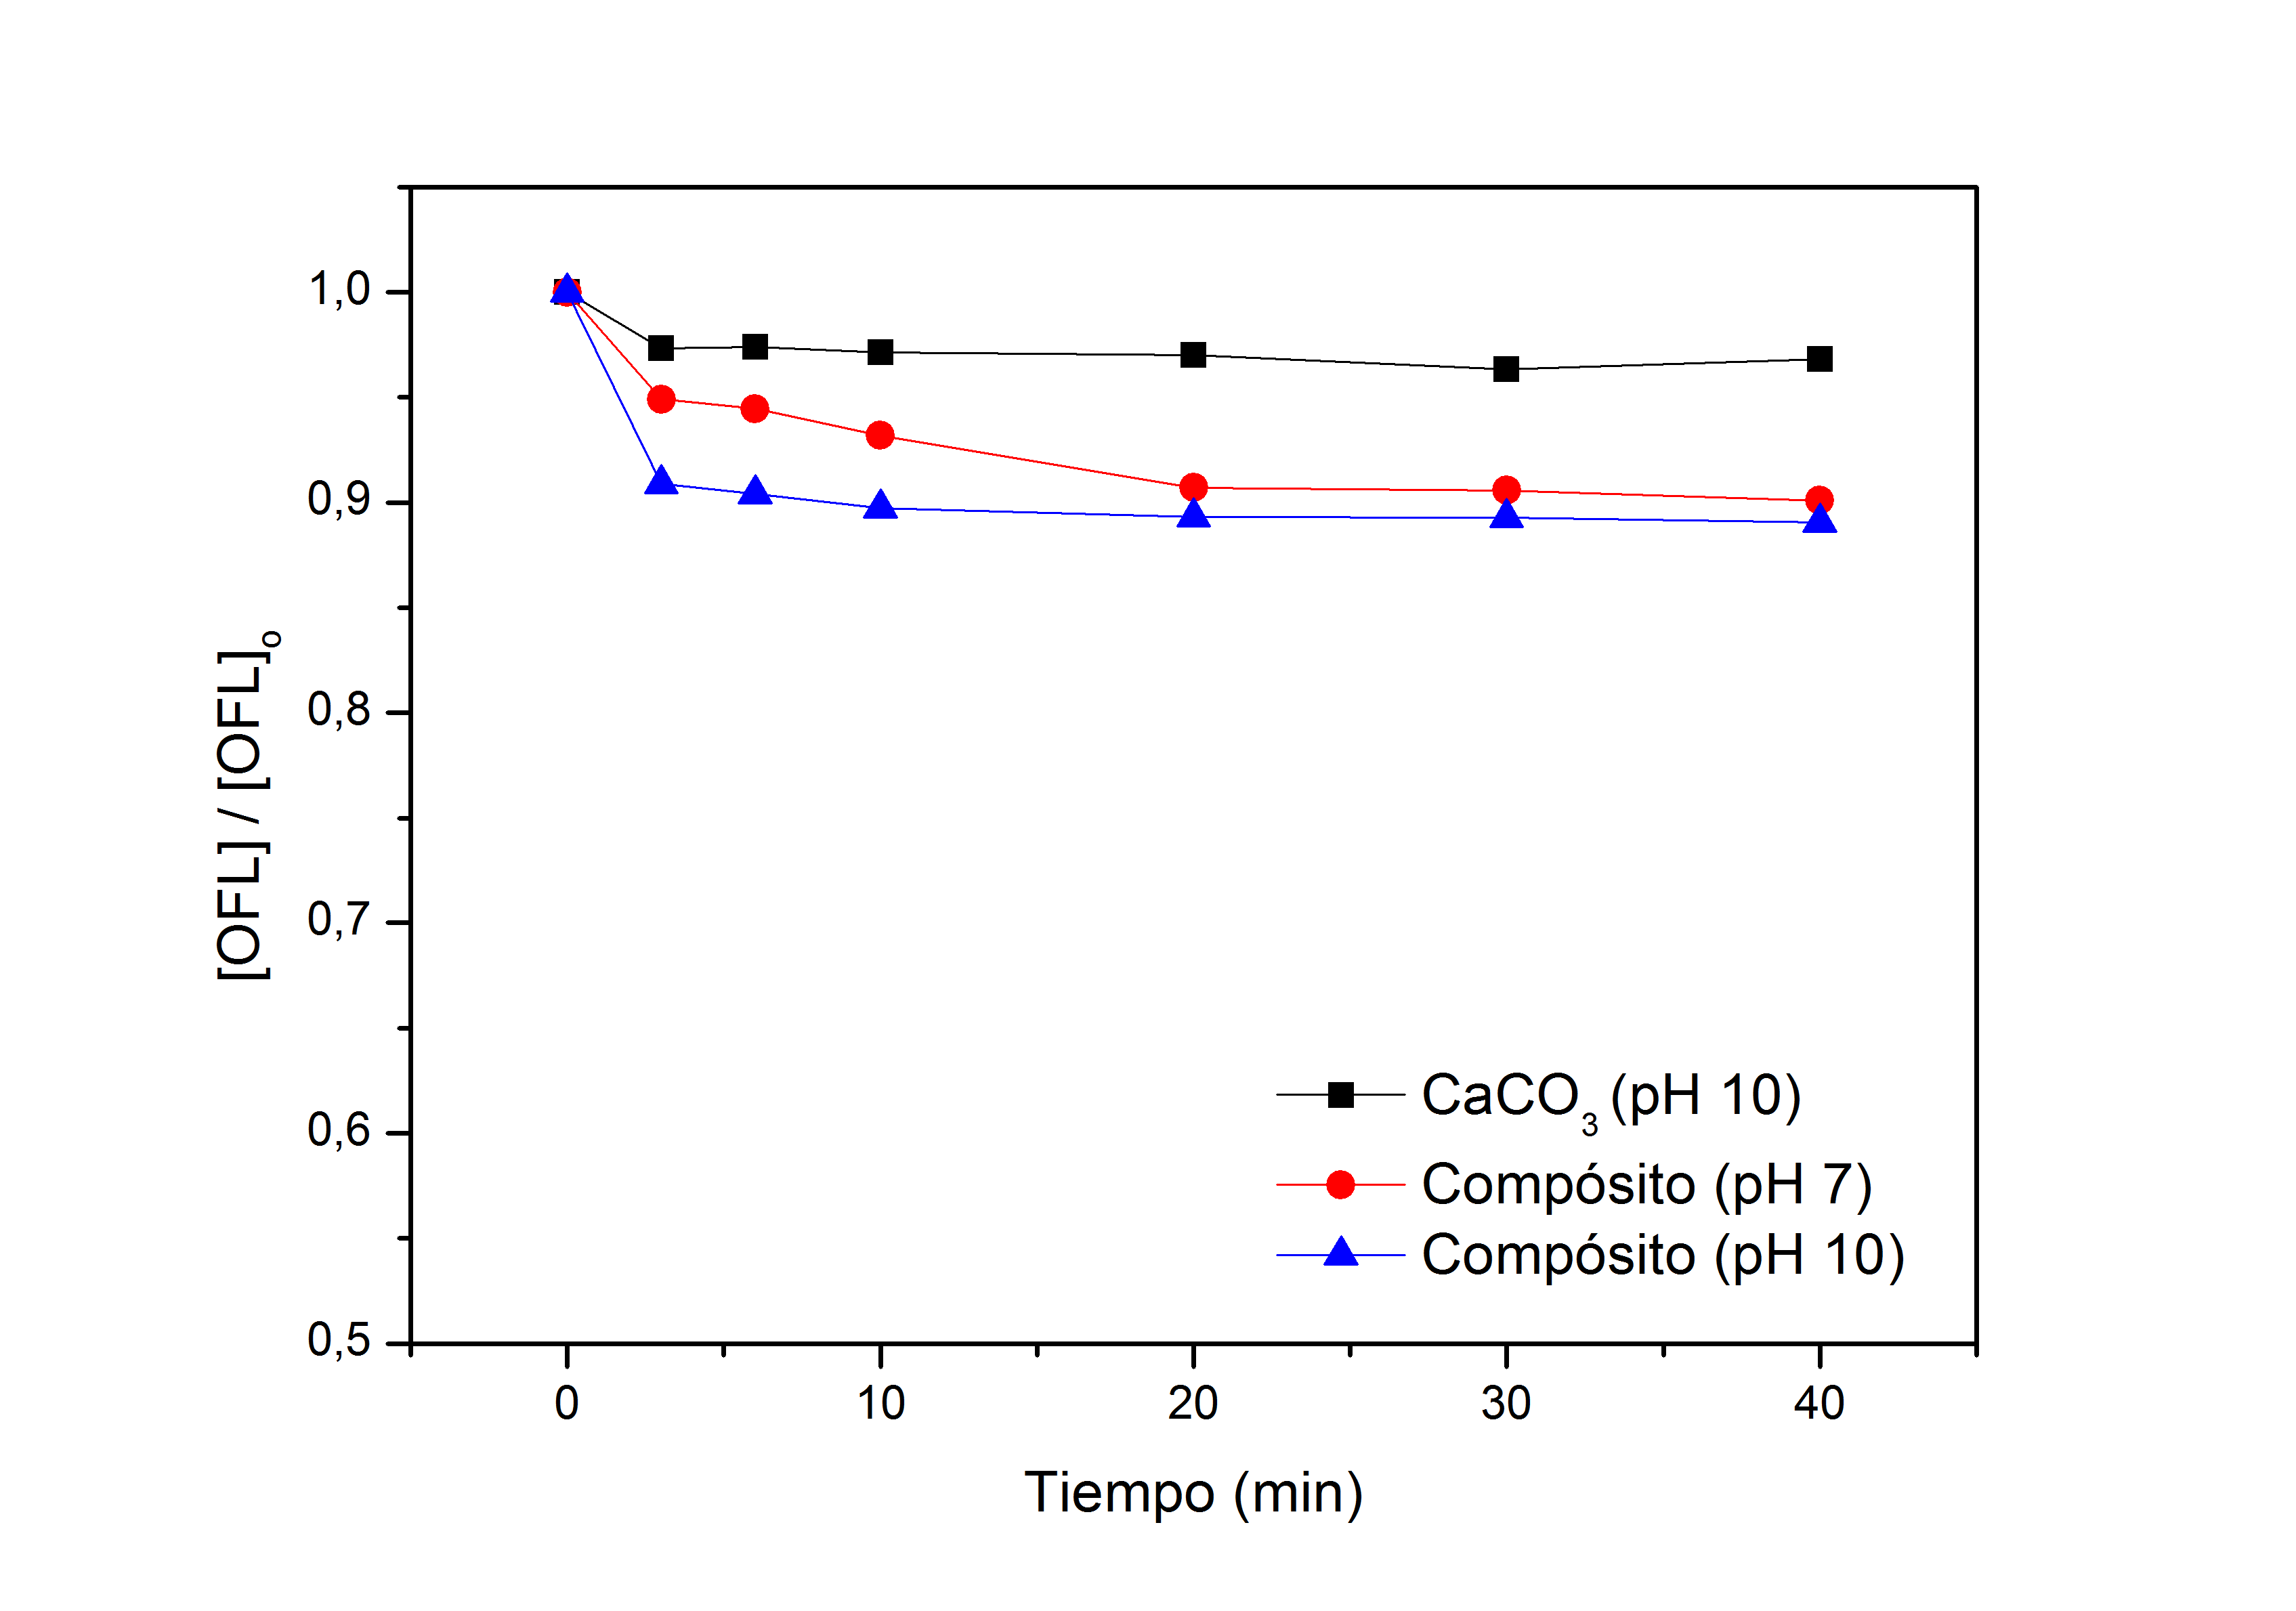 [OFL] / [OFL]o
1,0
0,9
0,8
0,7
0,6
0,5
CaCO3 (pH 10)
Compósito (pH 7)
Compósito (pH 10)
0 10 20 30 40
Tiempo (min)